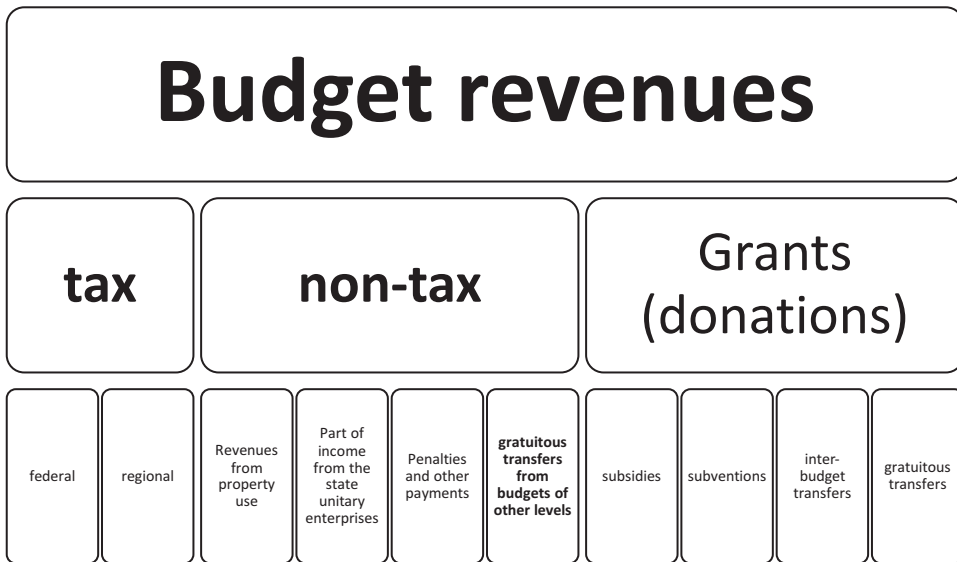 Budget revenues
tax
non-tax
Grants
(donations)
federal
regional
Revenues
from
property
use
Part of
income
from the
state
unitary
enterprises
Penalties
and other
payments
gratuitous
transfers
from
budgets of
other levels
subsidies
subventions
inter-
budget
transfers
gratuitous
transfers